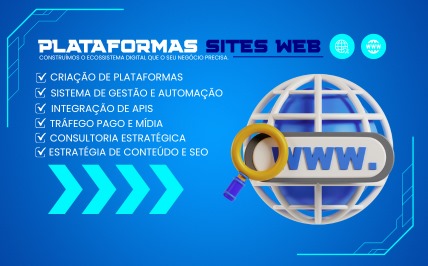 PLATAFORMAS SITES WEB
CONSTRUÍMOS O ECOSSISTEMA DIGITAL QUE O SEU NEGÓCIO PRECISA
CRIAÇÃO DE PLATAFORMAS
SISTEMA DE GESTÃO E AUTOMAÇÃO
INTEGRAÇÃO DE APIS
TRÁFEGO PAGO E MÍDIA
CONSULTORIA ESTRATÉGICA
ESTRATÉGIA DE CONTEÚDO E SEO
WWW
www.